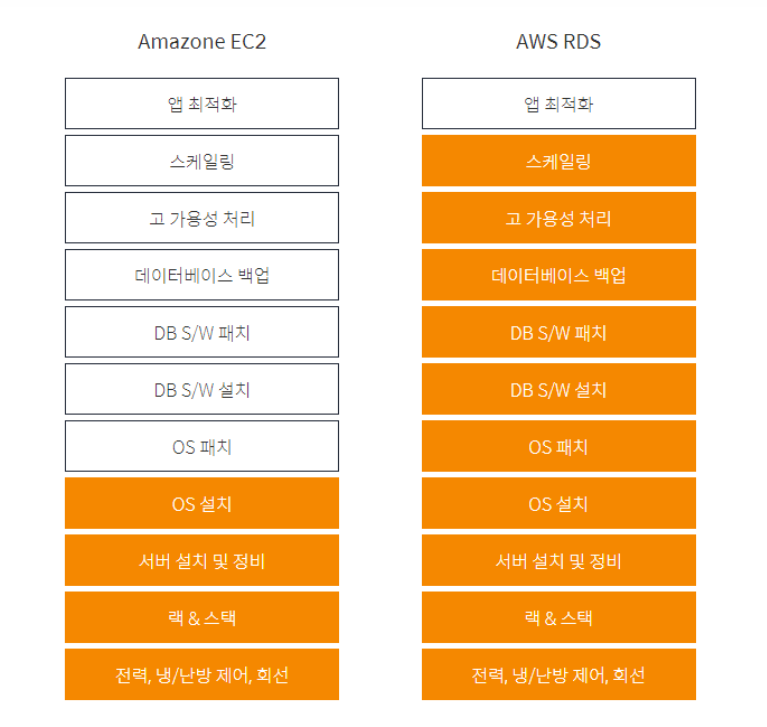 Amazone EC2
앱 최적화
스케일링
고 가용성 처리
데이터베이스 백업
DB S/W 패치
DB S/W 설치
OS 패치
OS 설치
서버 설치 및 정비
랙 & 스택
전력, 냉/난방 제어, 회선
AWS RDS
앱 최적화
스케일링
고 가용성 처리
데이터베이스 백업
DB S/W 패치
DB S/W 설치
OS 패치
OS 설치
서버 설치 및 정비
랙 & 스택
전력, 냉/난방 제어, 회선